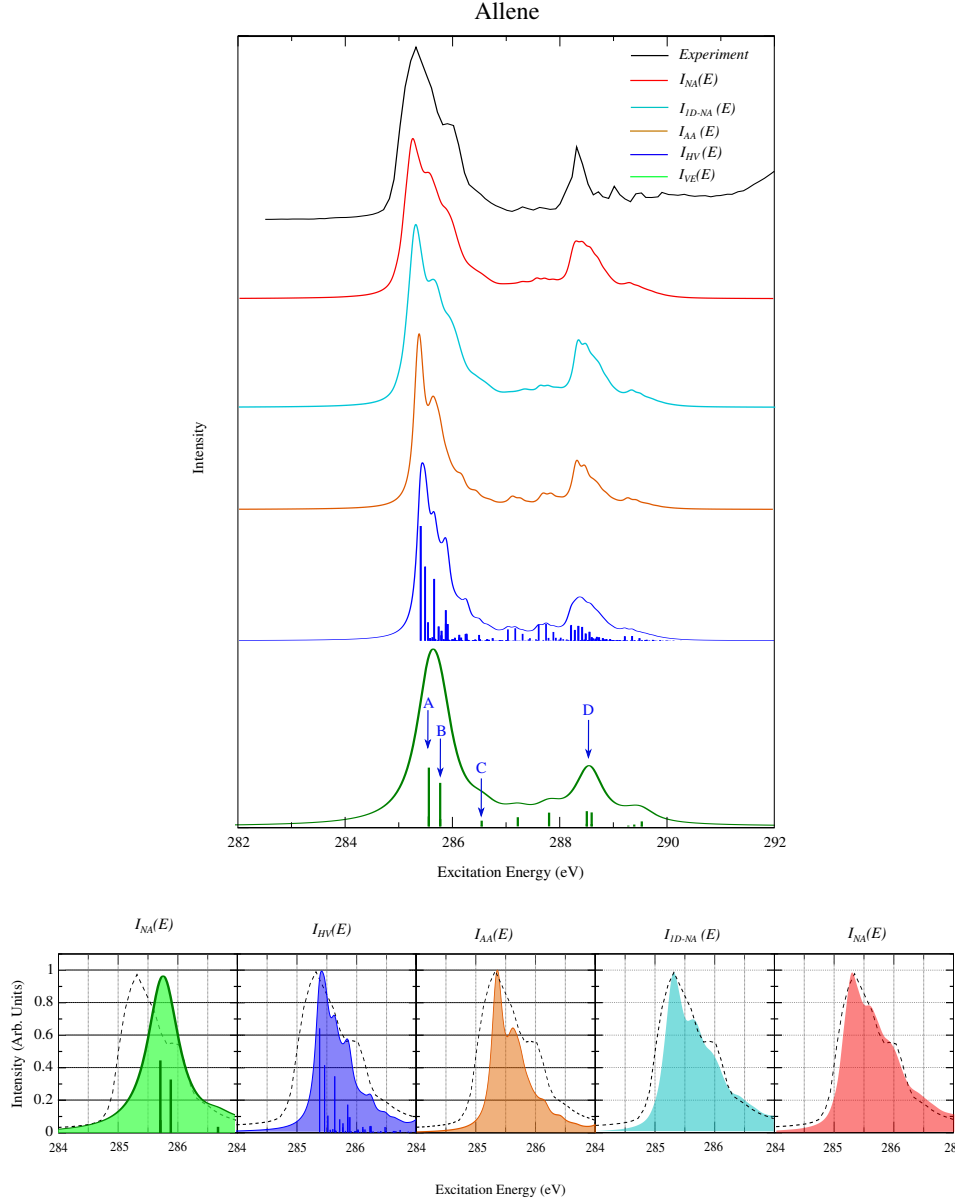 Allene
Experiment
I_NA(E)
I_1D-NA (E)
I_AA (E)
I_HV (E)
I_VE(E)
Intensity
A
B
C
D
282 284 286 288 290 292
Excitation Energy (eV)
I_NA(E) I_HV(E) I_AA(E) I_1D-NA (E) I_NA(E)
Intensity (Arb. Units)
1
0.8
0.6
0.4
0.2
0
284 285 286 284 285 286 284 285 286 284 285 286 284 285 286 28
Excitation Energy (eV)